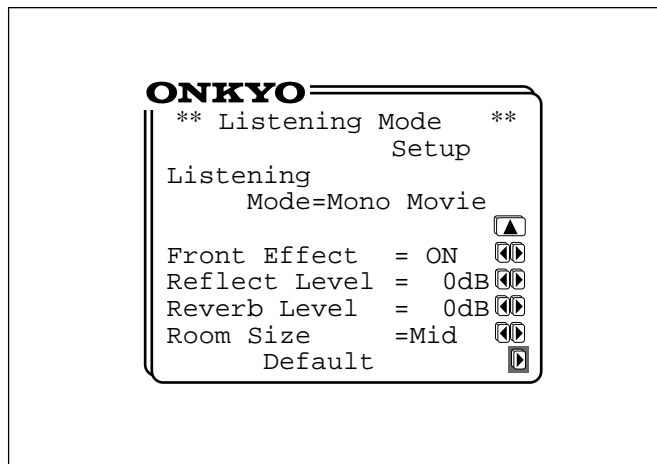 ONKYO
** Listening Mode **
Setup
Listening
Mode=Mono Movie
Front Effect = ON
Reflect Level = 0dB
Reverb Level = 0dB
Room Size =Mid
Default